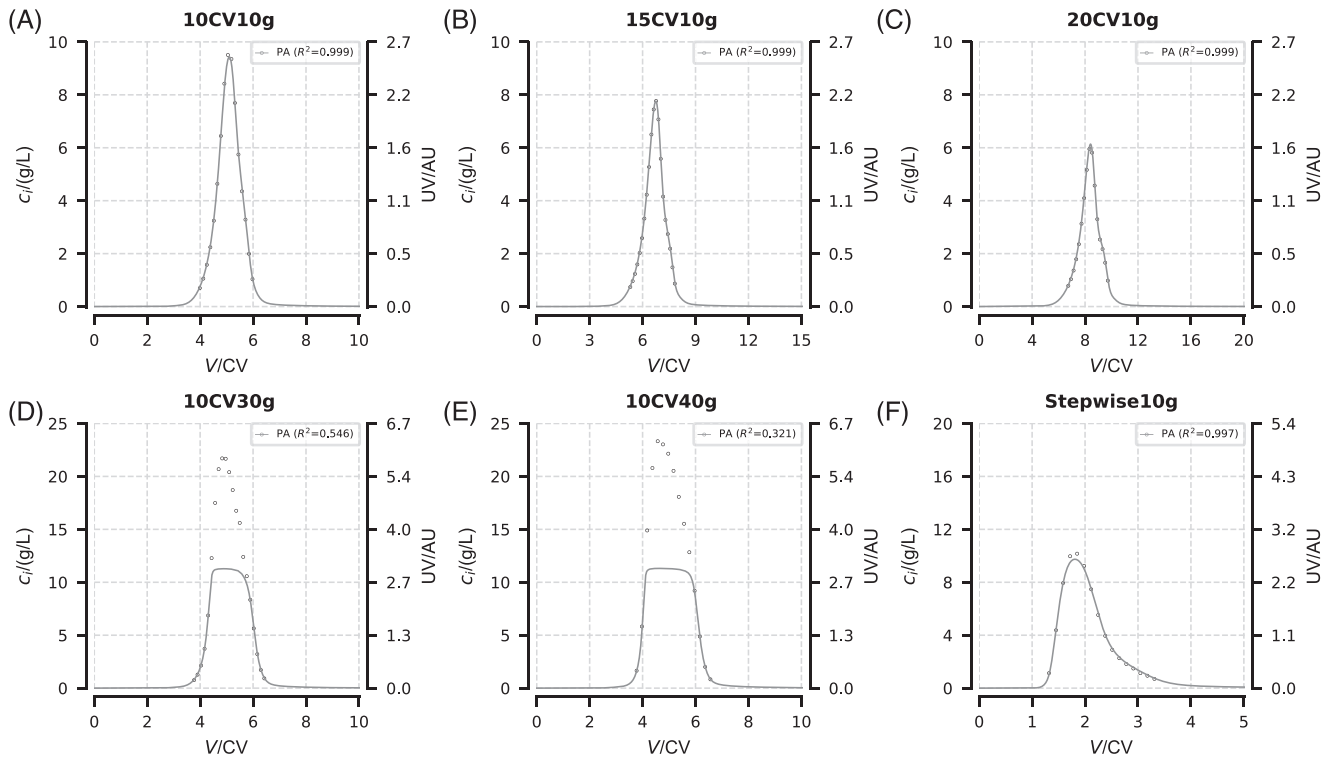 (A) 10CV10g
PA (R²=0.999)
10 8 6 4 2 0
cᵢ/(g/L)
2.7 2.2 1.6 1.1 0.5 0.0
UV/AU
0 2 4 6 8 10
V/CV
(B) 15CV10g
PA (R²=0.999)
10 8 6 4 2 0
cᵢ/(g/L)
2.7 2.2 1.6 1.1 0.5 0.0
UV/AU
0 3 6 9 12 15
V/CV
(C) 20CV10g
PA (R²=0.999)
10 8 6 4 2 0
cᵢ/(g/L)
2.7 2.2 1.6 1.1 0.5 0.0
UV/AU
0 4 8 12 16 20
V/CV
(D) 10CV30g
PA (R²=0.546)
25 20 15 10 5 0
cᵢ/(g/L)
6.7 5.4 4.0 2.7 1.3 0.0
UV/AU
0 2 4 6 8 10
V/CV
(E) 10CV40g
PA (R²=0.321)
25 20 15 10 5 0
cᵢ/(g/L)
6.7 5.4 4.0 2.7 1.3 0.0
UV/AU
0 2 4 6 8 10
V/CV
(F) Stepwise10g
PA (R²=0.997)
20 16 12 8 4 0
cᵢ/(g/L)
5.4 4.3 3.2 2.2 1.1 0.0
UV/AU
0 1 2 3 4 5
V/CV